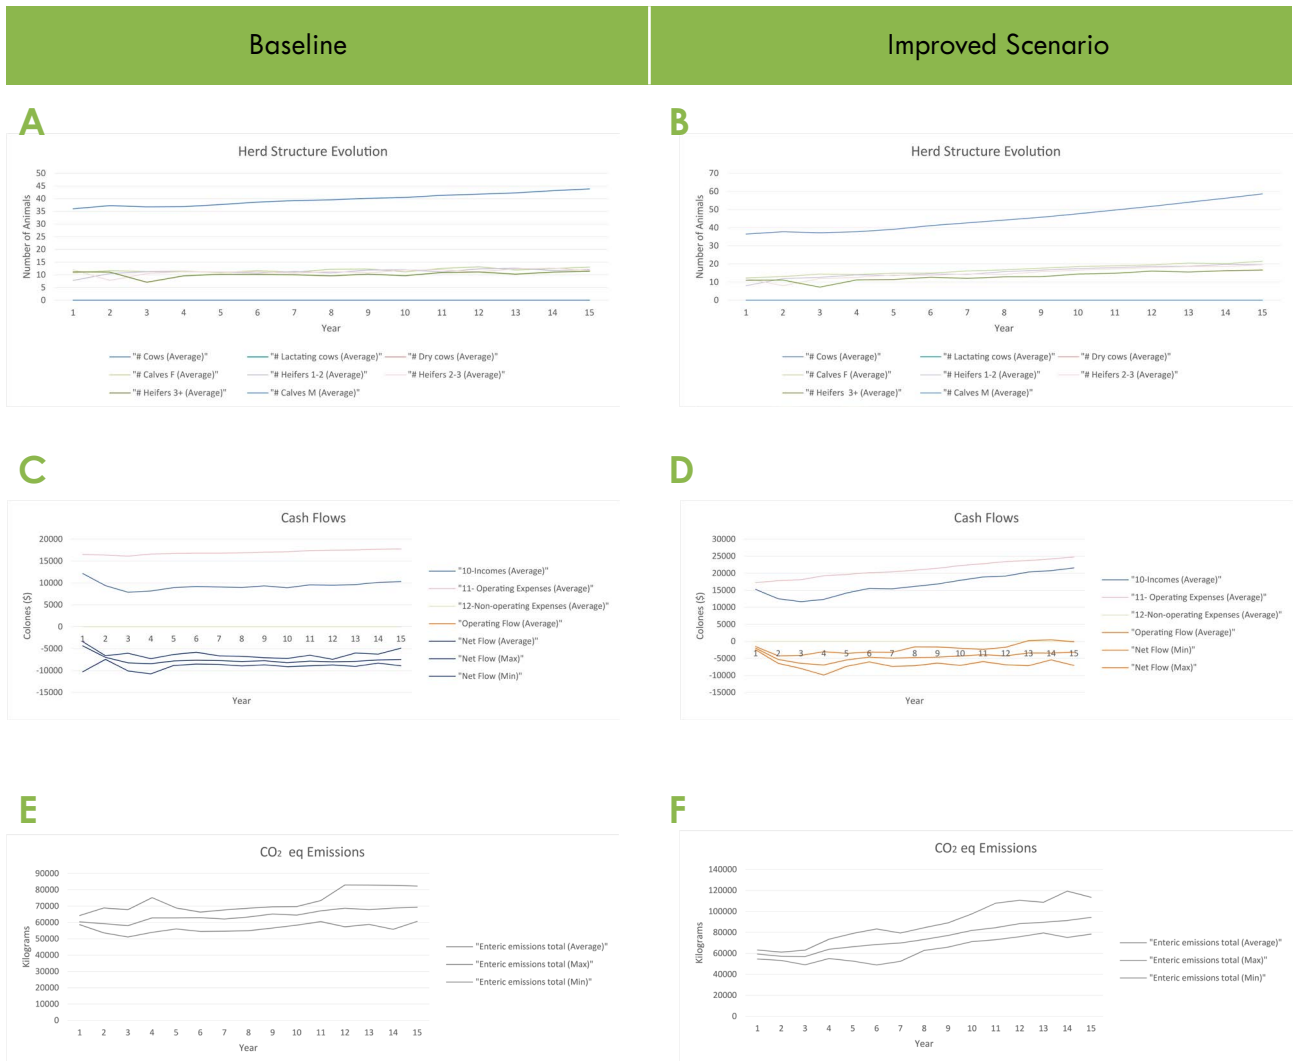 Baseline
Improved Scenario
A
Herd Structure Evolution
50
45
40
35
30
25
20
15
10
5
0
Number of Animals
1 2 3 4 5 6 7 8 9 10 11 12 13 14 15
Year
"# Cows (Average)" "# Lactating cows (Average)" "# Dry cows (Average)"
"# Calves F (Average)" "# Heifers 1-2 (Average)" "# Heifers 2-3 (Average)"
"# Heifers 3+ (Average)" "# Calves M (Average)"
B
Herd Structure Evolution
70
60
50
40
30
20
10
0
Number of Animals
1 2 3 4 5 6 7 8 9 10 11 12 13 14 15
Year
"# Cows (Average)" "# Lactating cows (Average)" "# Dry cows (Average)"
"# Calves F (Average)" "# Heifers 1-2 (Average)" "# Heifers 2-3 (Average)"
"# Heifers 3+ (Average)" "# Calves M (Average)"
C
Cash Flows
20000
15000
10000
5000
0
-5000
-10000
-15000
Colones ($)
1 2 3 4 5 6 7 8 9 10 11 12 13 14 15
Year
"10-Incomes (Average)"
"11- Operating Expenses (Average)"
"12-Non-operating Expenses (Average)
"Operating Flow (Average)"
"Net Flow (Average)"
"Net Flow (Max)"
"Net Flow (Min)"
D
Cash Flows
30000
25000
20000
15000
10000
5000
0
-5000
-10000
-15000
Colones ($)
1 2 3 4 5 6 7 8 9 10 11 12 13 14 15
Year
"10-Incomes (Average)"
"11- Operating Expenses (Average)"
"12-Non-operating Expenses (Average)
"Operating Flow (Average)"
"Net Flow (Min)"
"Net Flow (Max)"
E
CO2 eq Emissions
90000
80000
70000
60000
50000
40000
30000
20000
10000
0
Kilograms
1 2 3 4 5 6 7 8 9 10 11 12 13 14 15
Year
"Enteric emissions total (Average)"
"Enteric emissions total (Max)"
"Enteric emissions total (Min)"
F
CO2 eq Emissions
140000
120000
100000
80000
60000
40000
20000
0
Kilograms
1 2 3 4 5 6 7 8 9 10 11 12 13 14 15
Year
"Enteric emissions total (Average)"
"Enteric emissions total (Max)"
"Enteric emissions total (Min)"